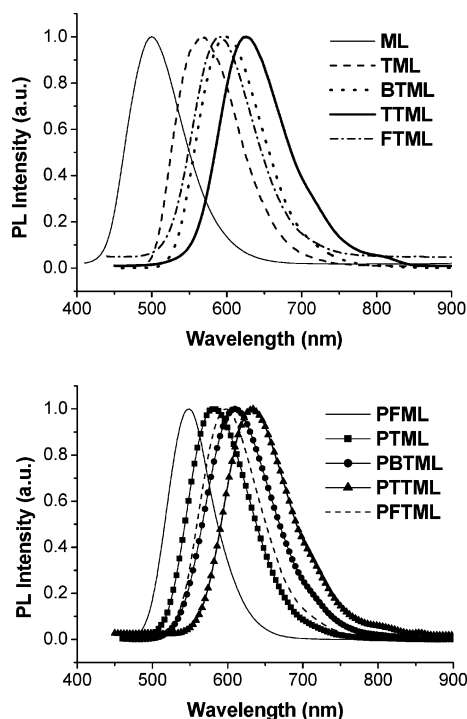 PL Intensity (a.u.)
1.0
0.8
0.6
0.4
0.2
0.0
ML
TML
BTML
TTML
FTML
400 500 600 700 800 900
Wavelength (nm)
PL Intensity (a.u.)
1.0
0.8
0.6
0.4
0.2
0.0
PFML
PTML
PBTML
PTTML
PFTML
400 500 600 700 800 900
Wavelength (nm)